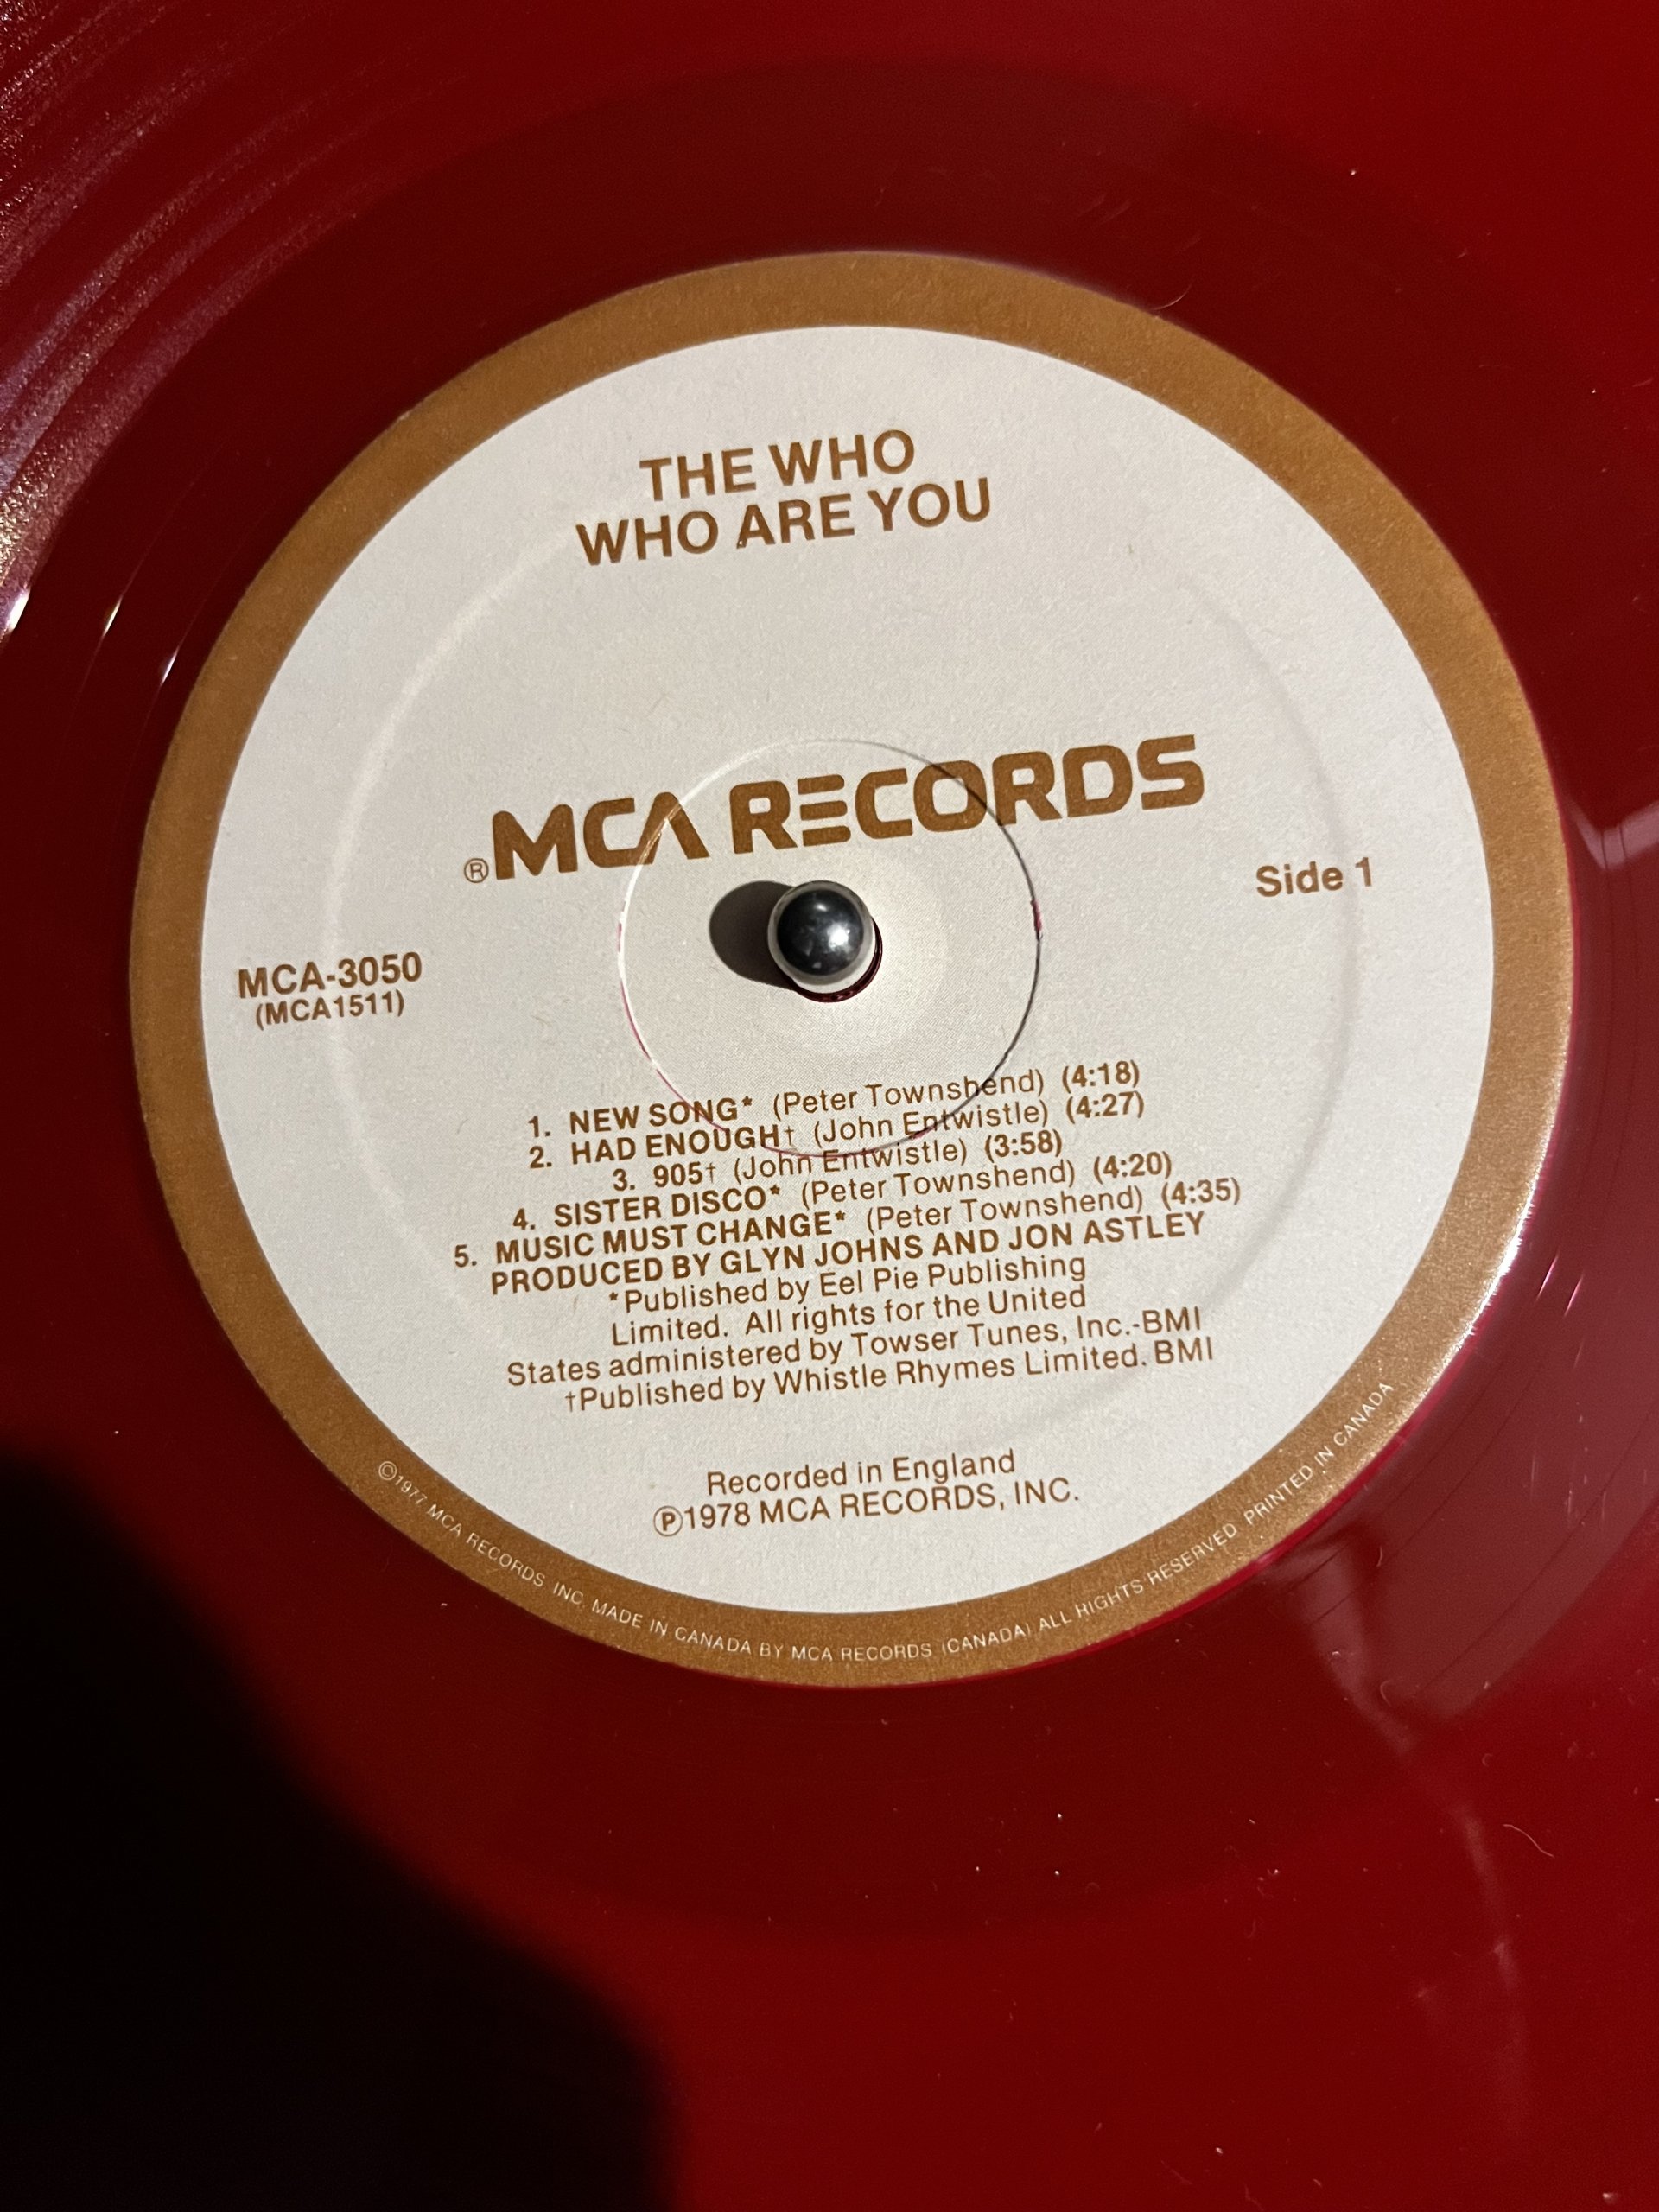 THE WHO
WHO ARE YOU
®MCA RECORDS
Side 1
MCA-3050
(MCA1511)
1. NEW SONG* (Peter Townshend) (4:18)
2. HAD ENOUGH† (John Entwistle) (4:27)
3. 905† (John Entwistle) (3:58)
4. SISTER DISCO* (Peter Townshend) (4:20)
5. MUSIC MUST CHANGE* (Peter Townshend) (4:35)
PRODUCED BY GLYN JOHNS AND JON ASTLEY
*Published by Eel Pie Publishing
Limited. All rights for the United
States administered by Towser Tunes, Inc.-BMI
†Published by Whistle Rhymes Limited. BMI
Recorded in England
Ⓟ1978 MCA RECORDS, INC.
©1977 MCA RECORDS INC. MADE IN CANADA BY MCA RECORDS (CANADA) ALL RIGHTS RESERVED PRINTED IN CANADA